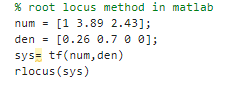 % root locus method in matlab
num = [1 3.89 2.43];
den = [0.26 0.7 0 0];
sys= tf(num,den)
rlocus(sys)